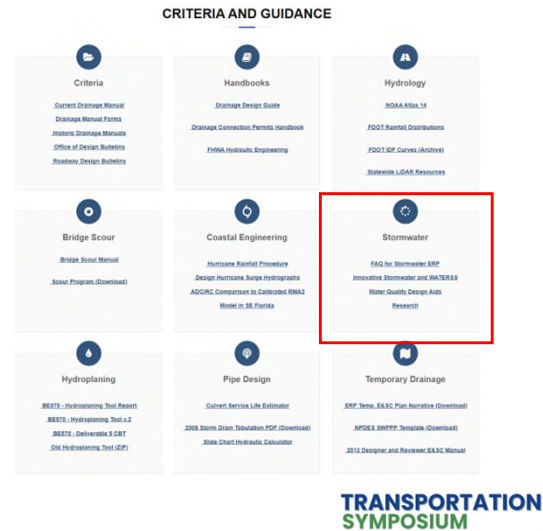 CRITERIA AND GUIDANCE
Criteria
Current Drainage Manual
Drainage Manual Forms
Historic Drainage Manuals
Office of Design Bulletins
Roadway Design Bulletins
Handbooks
Drainage Design Guide
Drainage Connection Permits Handbook
FHWA Hydraulic Engineering
Hydrology
NOAA Atlas 14
FDOT Rainfall Distributions
FDOT IDF Curves (Archive)
Statewide LiDAR Resources
Bridge Scour
Bridge Scour Manual
Scour Program (Download)
Coastal Engineering
Hurricane Rainfall Procedure
Design Hurricane Surge Hydrographs
ADCIRC Comparison to Calibrated RMA2
Model in SE Florida
Stormwater
FAQ for Stormwater ERP
Innovative Stormwater and WATERSS
Water Quality Design Aids
Research
Hydroplaning
BE570 - Hydroplaning Tool Report
BE570 - Hydroplaning Tool v.2
BE570 - Deliverable 5 CBT
Old Hydroplaning Tool (ZIP)
Pipe Design
Culvert Service Life Estimator
2008 Storm Drain Tabulation PDF (Download)
Slide Chart Hydraulic Calculator
Temporary Drainage
ERP Temp. E&SC Plan Narrative (Download)
NPDES SWPPP Template (Download)
2013 Designer and Reviewer E&SC Manual
TRANSPORTATION
SYMPOSIUM